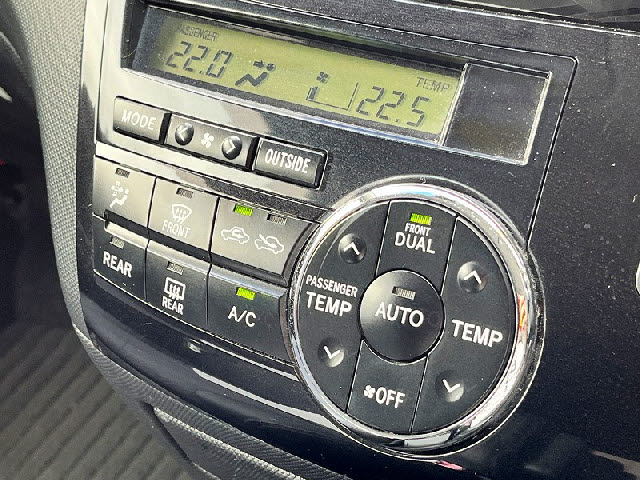 PASSENGER
22.0
TEMP
22.5
MODE
OUTSIDE
FRONT
REAR
REAR
A/C
FRONT
DUAL
PASSENGER
TEMP
AUTO
TEMP
OFF